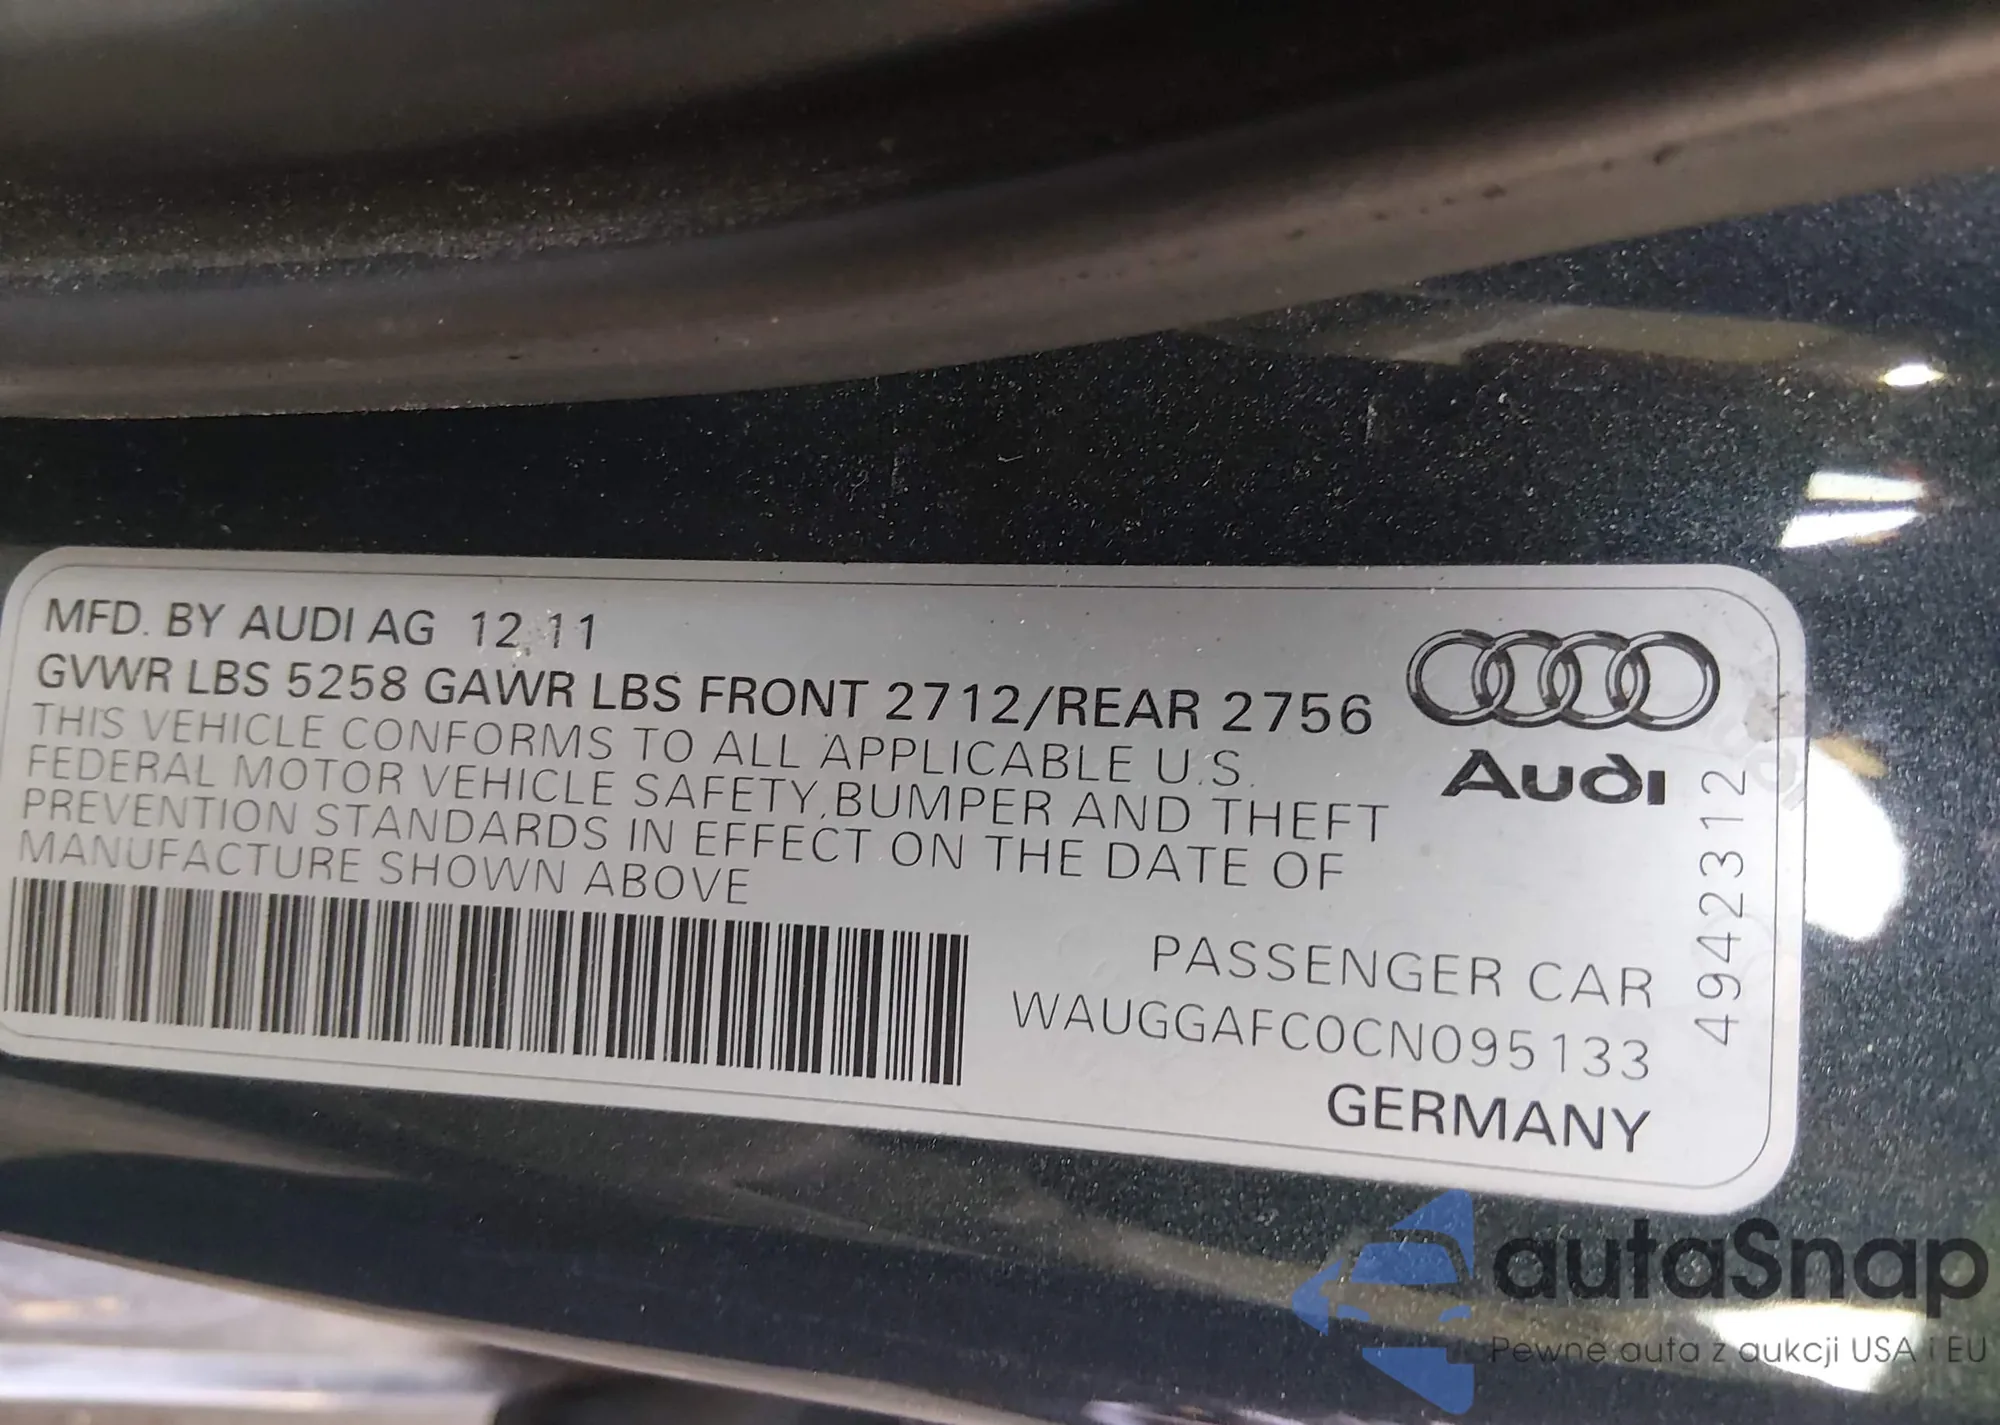 MFD. BY AUDI AG 12.11
GVWR LBS 5258 GAWR LBS FRONT 2712/REAR 2756
THIS VEHICLE CONFORMS TO ALL APPLICABLE U.S.
FEDERAL MOTOR VEHICLE SAFETY, BUMPER AND THEFT
PREVENTION STANDARDS IN EFFECT ON THE DATE OF
MANUFACTURE SHOWN ABOVE
Audi
4942312
PASSENGER CAR
WAUGGAFC0CN095133
GERMANY
autaSnap
Pewne auta z aukcji USA i EU